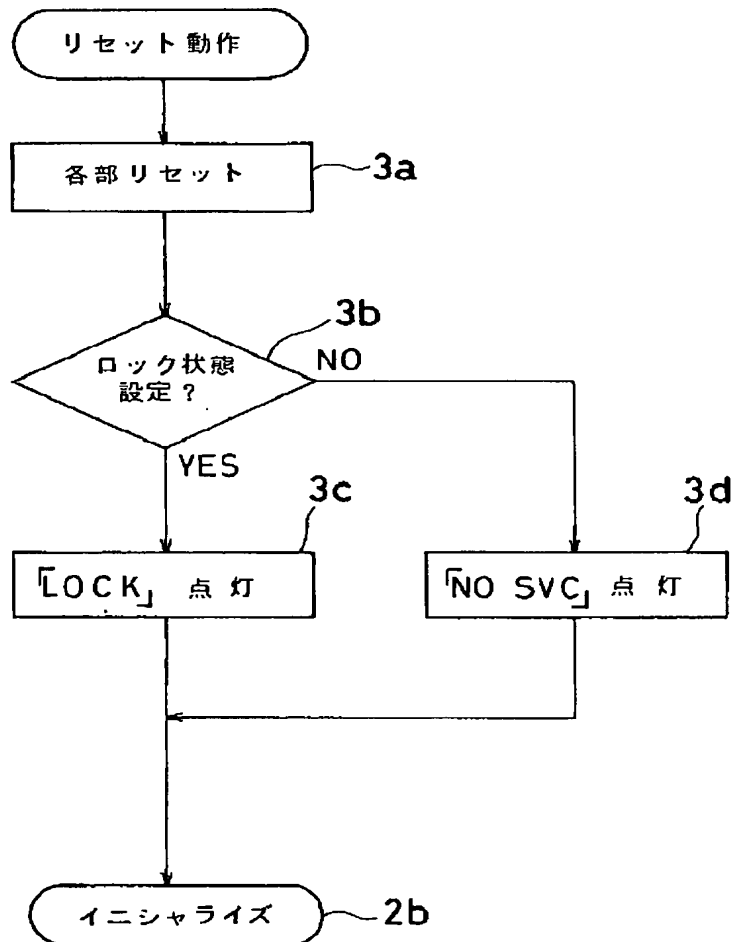 リセット動作
各部リセット
3a
3b
ロック状態
設定?
NO
YES
3c
3d
「LOCK」点灯
「NO SVC」点灯
イニシャライズ
2b